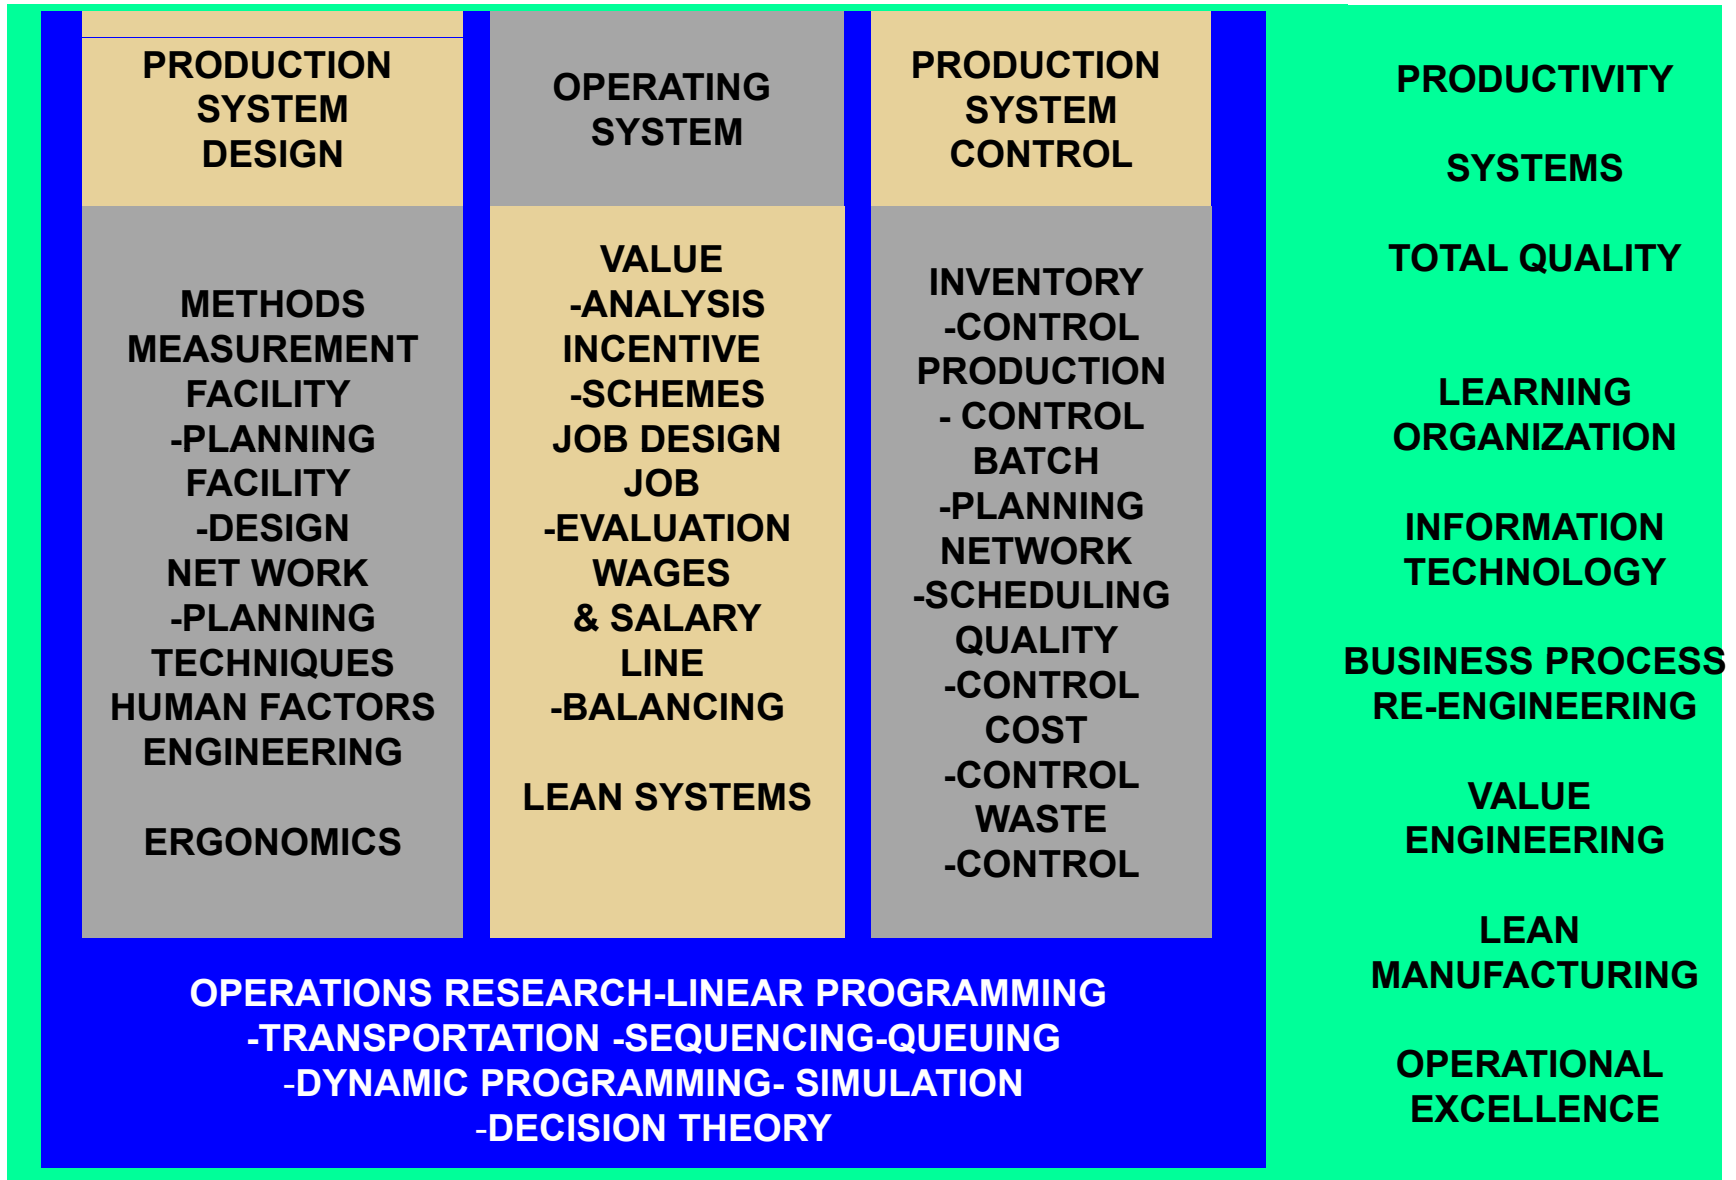 PRODUCTION
SYSTEM
DESIGN
METHODS
MEASUREMENT
FACILITY
-PLANNING
FACILITY
-DESIGN
NET WORK
-PLANNING
TECHNIQUES
HUMAN FACTORS
ENGINEERING
ERGONOMICS
OPERATING
SYSTEM
VALUE
-ANALYSIS
INCENTIVE
-SCHEMES
JOB DESIGN
JOB
-EVALUATION
WAGES
& SALARY
LINE
-BALANCING
LEAN SYSTEMS
PRODUCTION
SYSTEM
CONTROL
INVENTORY
-CONTROL
PRODUCTION
- CONTROL
BATCH
-PLANNING
NETWORK
-SCHEDULING
QUALITY
-CONTROL
COST
-CONTROL
WASTE
-CONTROL
OPERATIONS RESEARCH-LINEAR PROGRAMMING
-TRANSPORTATION -SEQUENCING-QUEUING
-DYNAMIC PROGRAMMING- SIMULATION
-DECISION THEORY
PRODUCTIVITY
SYSTEMS
TOTAL QUALITY
LEARNING
ORGANIZATION
INFORMATION
TECHNOLOGY
BUSINESS PROCESS
RE-ENGINEERING
VALUE
ENGINEERING
LEAN
MANUFACTURING
OPERATIONAL
EXCELLENCE